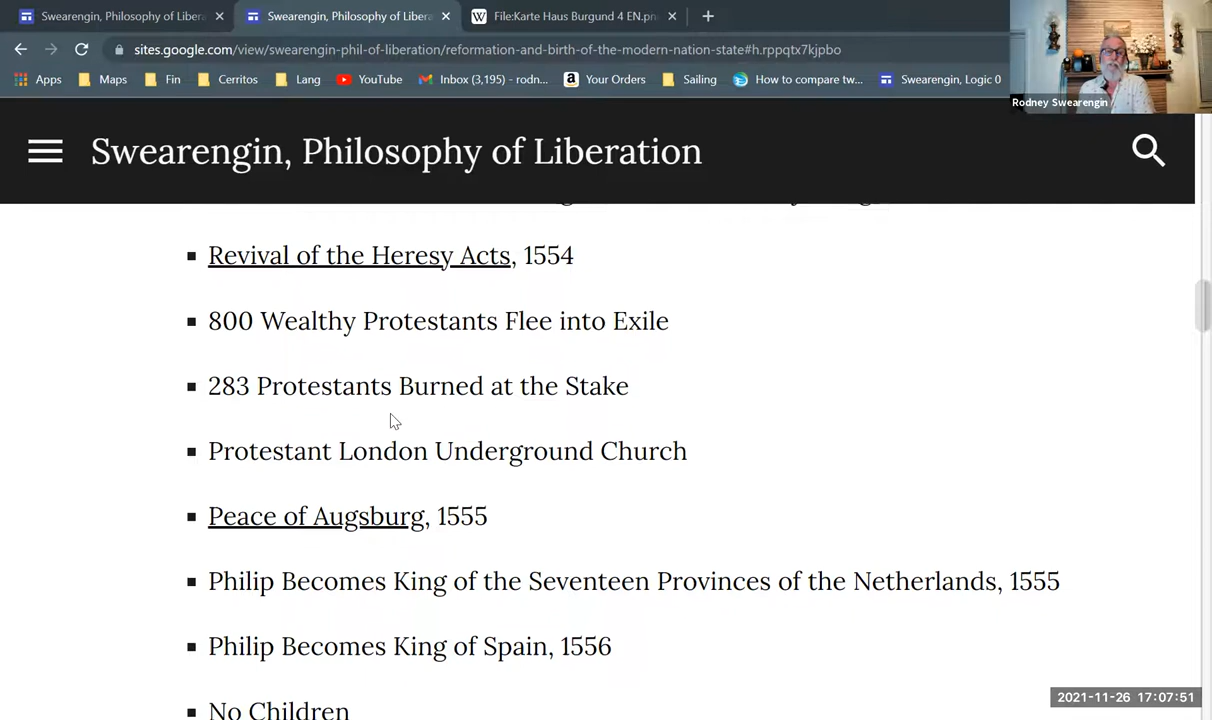 Swearengin, Philosophy of Libera
Swearengin, Philosophy of Libera
W File:Karte Haus Burgund 4 EN.pn
sites.google.com/view/swearengin-phil-of-liberation/reformation-and-birth-of-the-modern-nation-state#h.rppqtx7kjpbo
Apps Maps Fin Cerritos Lang YouTube Inbox (3,195) - rodn... Your Orders Sailing How to compare tw... Swearengin, Logic 0
Rodney Swearengin
Swearengin, Philosophy of Liberation
Revival of the Heresy Acts, 1554
800 Wealthy Protestants Flee into Exile
283 Protestants Burned at the Stake
Protestant London Underground Church
Peace of Augsburg, 1555
Philip Becomes King of the Seventeen Provinces of the Netherlands, 1555
Philip Becomes King of Spain, 1556
No Children
2021-11-26 17:07:51